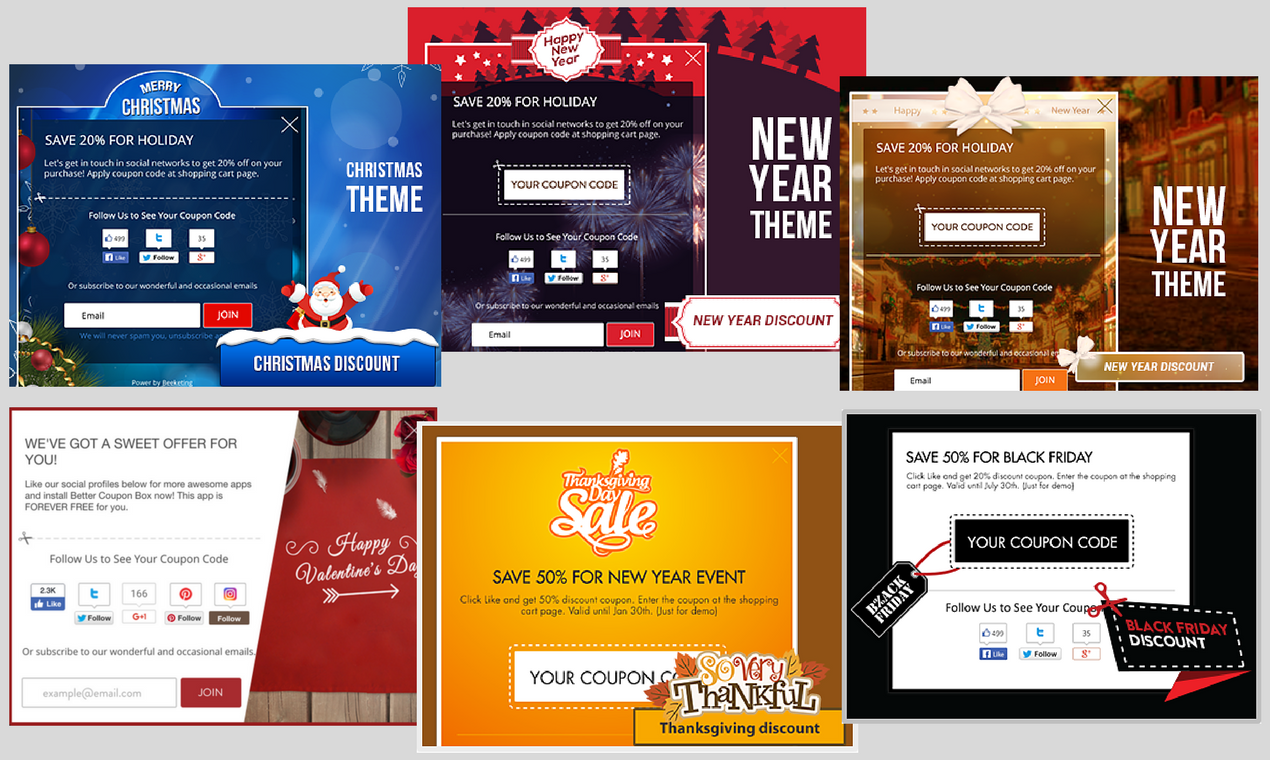 MERRY
CHRISTMAS
SAVE 20% FOR HOLIDAY
Let's get in touch in social networks to get 20% off on your
purchase! Apply coupon code at shopping cart page.
Follow Us to See Your Coupon Code
499
35
Like
Follow
g+
Or subscribe to our wonderful and occasional emails
Email
JOIN
We will never spam you, unsubscribe
Power by Beeketing
CHRISTMAS
THEME
CHRISTMAS DISCOUNT
Happy
New
Year
SAVE 20% FOR HOLIDAY
Let's get in touch in social networks to get 20% off on your
purchase! Apply coupon code at shopping cart page.
YOUR COUPON CODE
Follow Us to See Your Coupon Code
499
35
Like
Follow
g+
Or subscribe to our wonderful and occasional emails
Email
JOIN
NEW
YEAR
THEME
NEW YEAR DISCOUNT
Happy New Year
SAVE 20% FOR HOLIDAY
Let's get in touch in social networks to get 20% off on your
purchase! Apply coupon code at shopping cart page.
YOUR COUPON CODE
Follow Us to See Your Coupon Code
499
35
Like
Follow
g+
Or subscribe to our wonderful and occasional
Email
JOIN
NEW
YEAR
THEME
NEW YEAR DISCOUNT
WE'VE GOT A SWEET OFFER FOR
YOU!
Like our social profiles below for more awesome apps
and install Better Coupon Box now! This app is
FOREVER FREE for you.
Follow Us to See Your Coupon Code
2.3K
166
Like
Follow
G+1
Follow
Follow
Or subscribe to our wonderful and occasional emails.
example@email.com
JOIN
Happy
Valentine's Da
Thanksgiving
Day
Sale
SAVE 50% FOR NEW YEAR EVENT
Click Like and get 50% discount coupon. Enter the coupon at the shopping
cart page. Valid until Jan 30th. (Just for demo)
YOUR COUPON
SO VERY
THANKFUL
Thanksgiving discount
SAVE 50% FOR BLACK FRIDAY
Click Like and get 20% discount coupon. Enter the coupon at the shopping
cart page. Valid until July 30th. (Just for demo)
YOUR COUPON CODE
BLACK
FRIDAY
Follow Us to See Your Coupo
499
35
Like
Follow
g+
BLACK FRIDAY
DISCOUNT